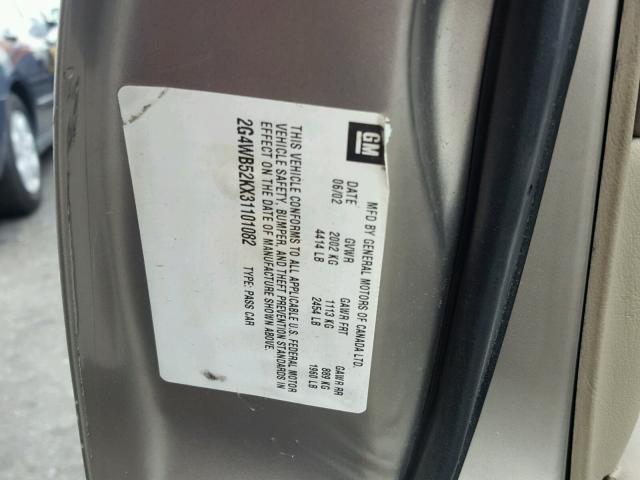 GM
MFD BY GENERAL MOTORS OF CANADA LTD.
DATE GVWR GAWR FRT GAWR RR
06/02 2002 KG 1113 KG 889 KG
4414 LB 2454 LB 1960 LB
THIS VEHICLE CONFORMS TO ALL APPLICABLE U.S. FEDERAL MOTOR
VEHICLE SAFETY, BUMPER, AND THEFT PREVENTION STANDARDS IN
EFFECT ON THE DATE OF MANUFACTURE SHOWN ABOVE.
2G4WB52KX31101082 TYPE: PASS CAR